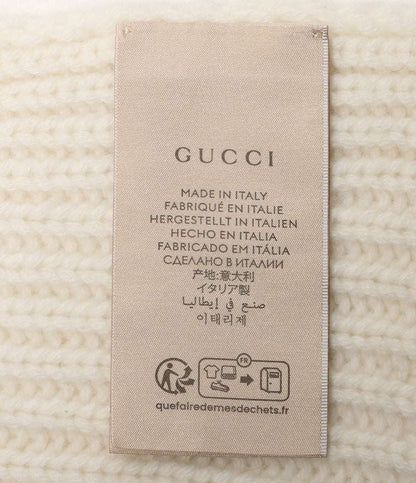 GUCCI
MADE IN ITALY
FABRIQUÉ EN ITALIE
HERGESTELLT IN ITALIEN
HECHO EN ITALIA
FABRICADO EM ITÁLIA
СДЕЛАНО В ИТАЛИИ
产地:意大利
イタリア製
صنع في إيطاليا
이태리제
FR
quefairedemesdechets.fr